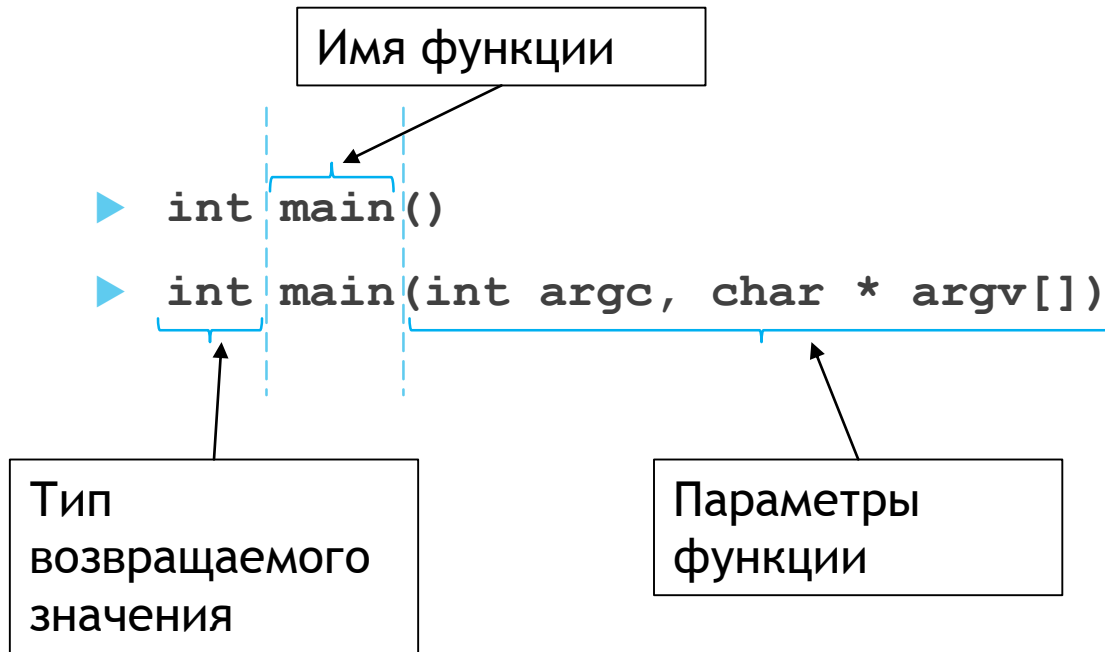 Имя функции
int main()
int main(int argc, char * argv[])
Тип
возвращаемого
значения
Параметры
функции